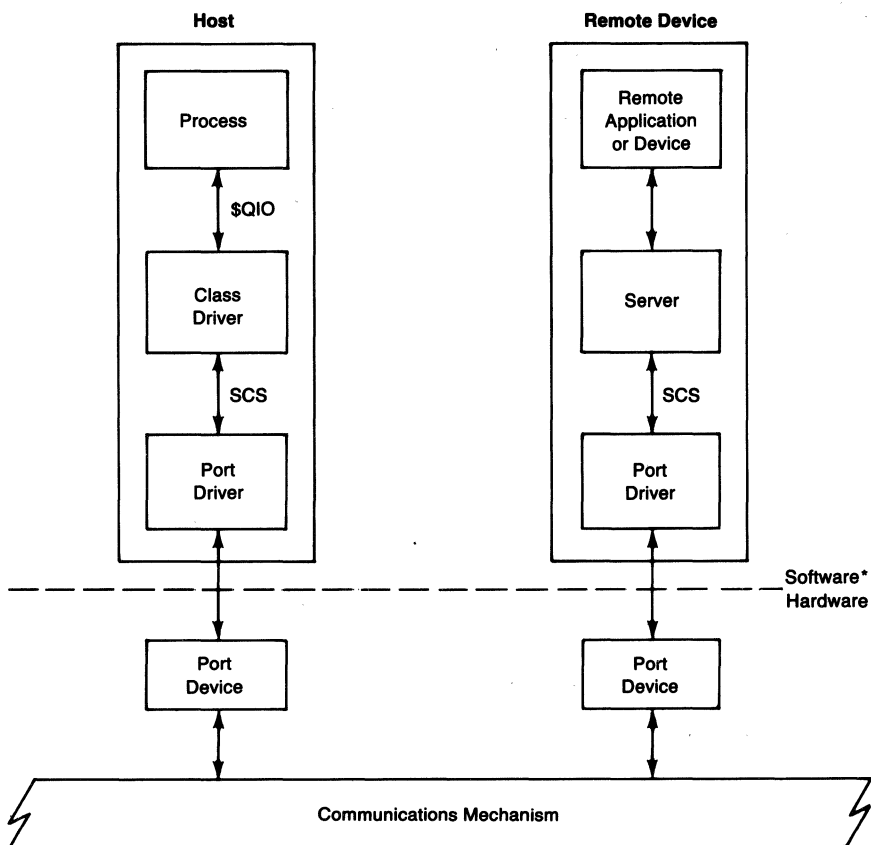 Host
Remote Device
Process
Remote
Application
or Device
$QIO
Class
Driver
Server
SCS
SCS
Port
Driver
Port
Driver
Software*
Hardware
Port
Device
Port
Device
Communications Mechanism